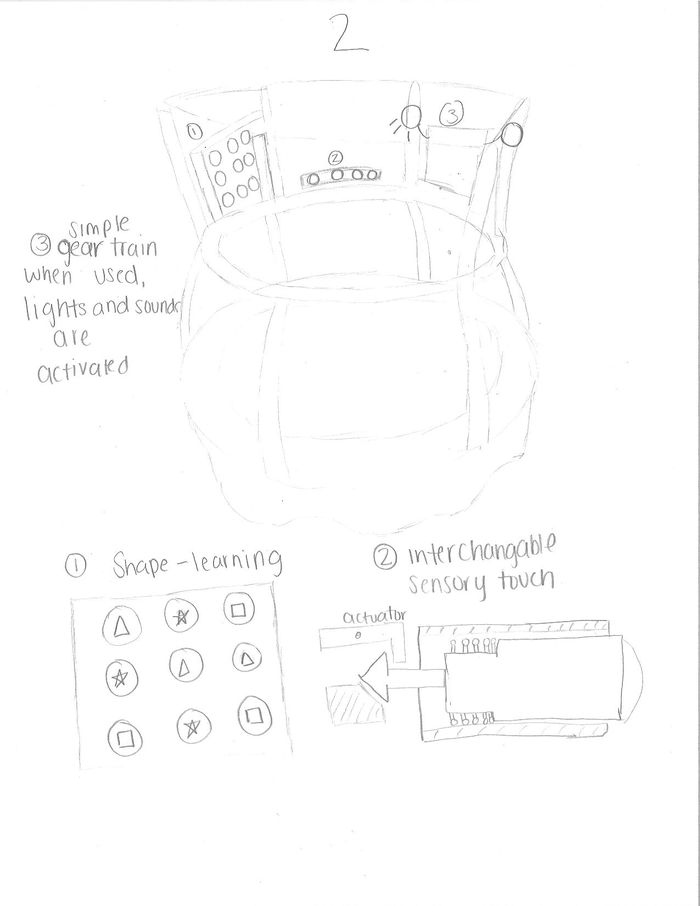 2
①
②
③
③ simple
gear train
when used,
lights and sounds
are
activated
① Shape-learning
② interchangable
sensory touch
actuator